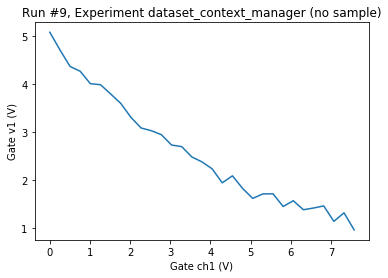 Run #9, Experiment dataset_context_manager (no sample)
Gate v1 (V)
5
4
3
2
1
0 1 2 3 4 5 6 7
Gate ch1 (V)